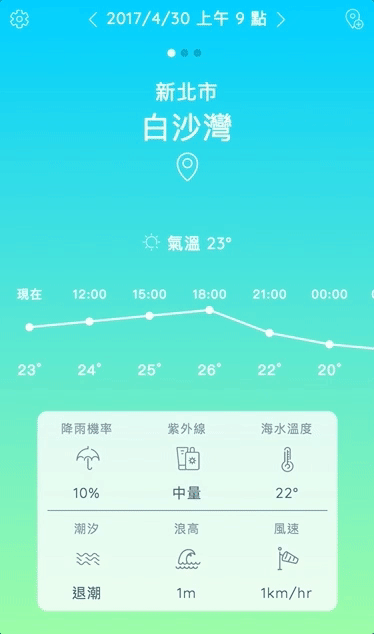 2017/4/30 上午 9 點
新北市
白沙灣
氣溫 23°
現在 12:00 15:00 18:00 21:00 00:00
23° 24° 25° 26° 22° 20°
降雨機率 紫外線 海水溫度
10% 中量 22°
潮汐 浪高 風速
退潮 1m 1km/hr